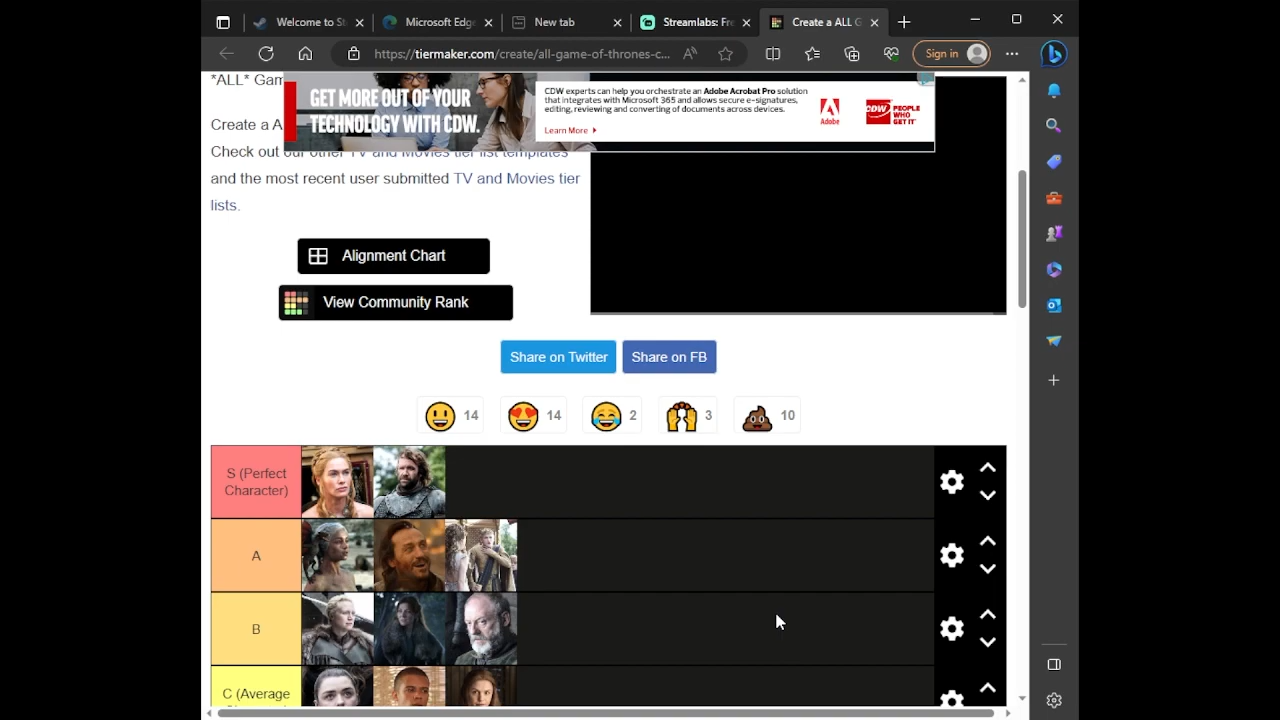 Welcome to St
Microsoft Edg
New tab
Streamlabs: Fre
Create a ALL G
https://tiermaker.com/create/all-game-of-thrones-c...
Sign in
*ALL* Gam
GET MORE OUT OF YOUR
TECHNOLOGY WITH CDW.
CDW experts can help you orchestrate an Adobe Acrobat Pro solution
that integrates with Microsoft 365 and allows secure e-signatures,
editing, reviewing and converting of documents across devices.
Learn More
Adobe
CDW
PEOPLE
WHO
GET IT
Create a A
Check out our other TV and Movies tier list templates
and the most recent user submitted TV and Movies tier
lists.
Alignment Chart
View Community Rank
Share on Twitter
Share on FB
14
14
2
3
10
S (Perfect
Character)
A
B
C (Average